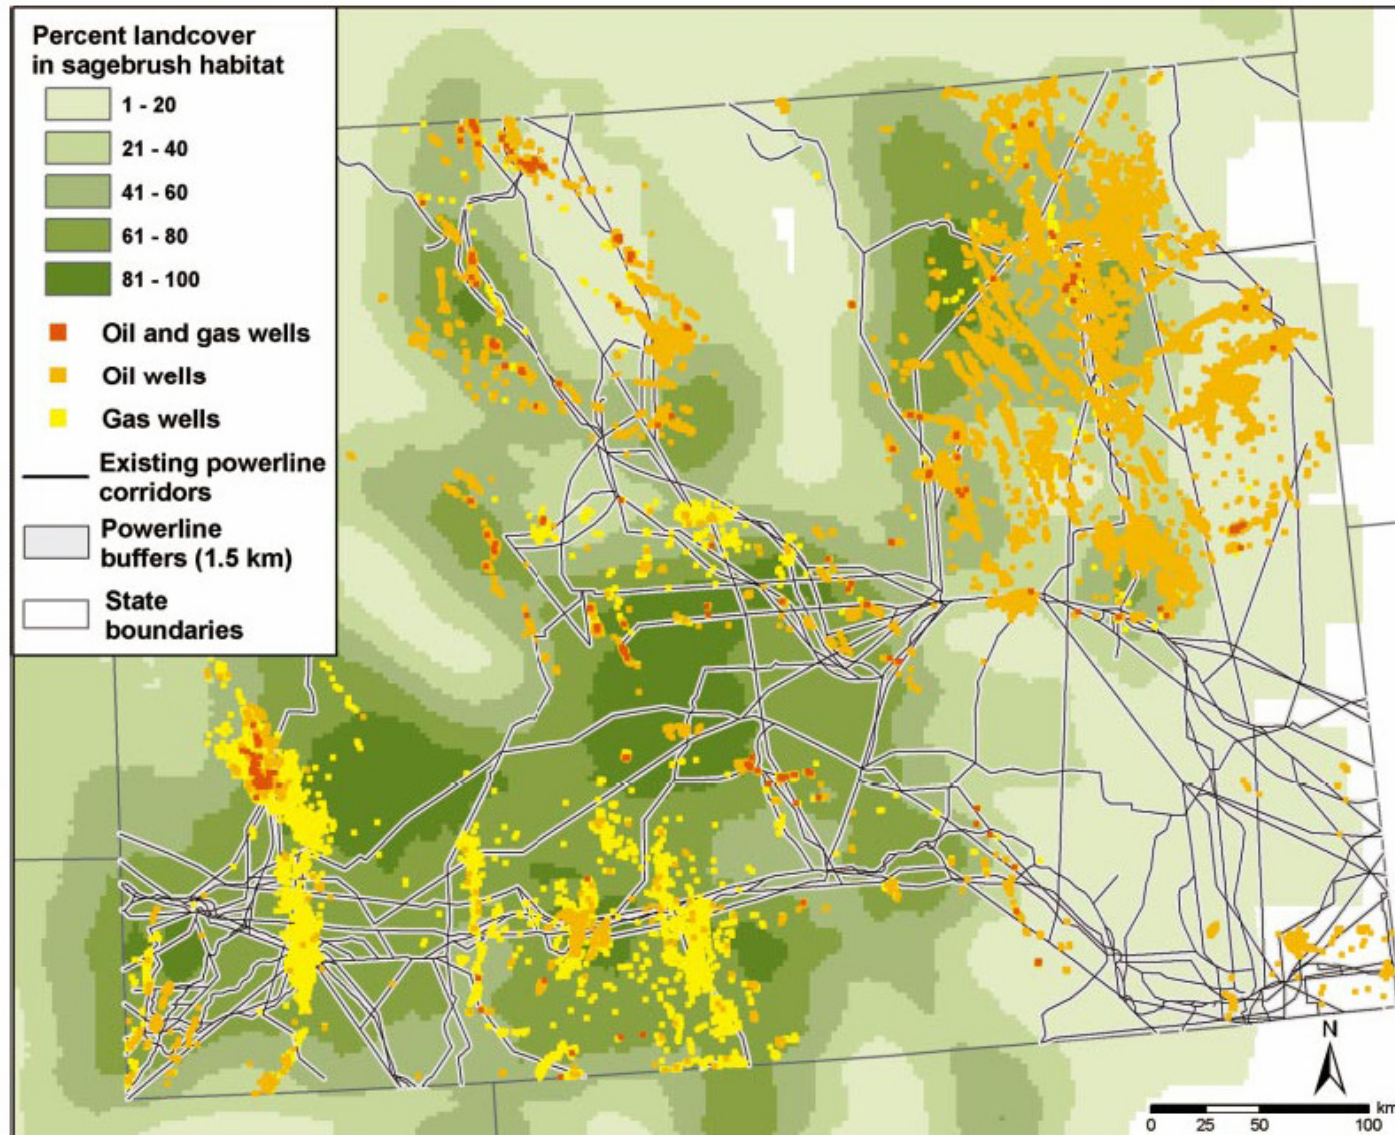 Percent landcover
in sagebrush habitat
1 - 20
21 - 40
41 - 60
61 - 80
81 - 100
Oil and gas wells
Oil wells
Gas wells
Existing powerline
corridors
Powerline
buffers (1.5 km)
State
boundaries
N
km
0 25 50 100